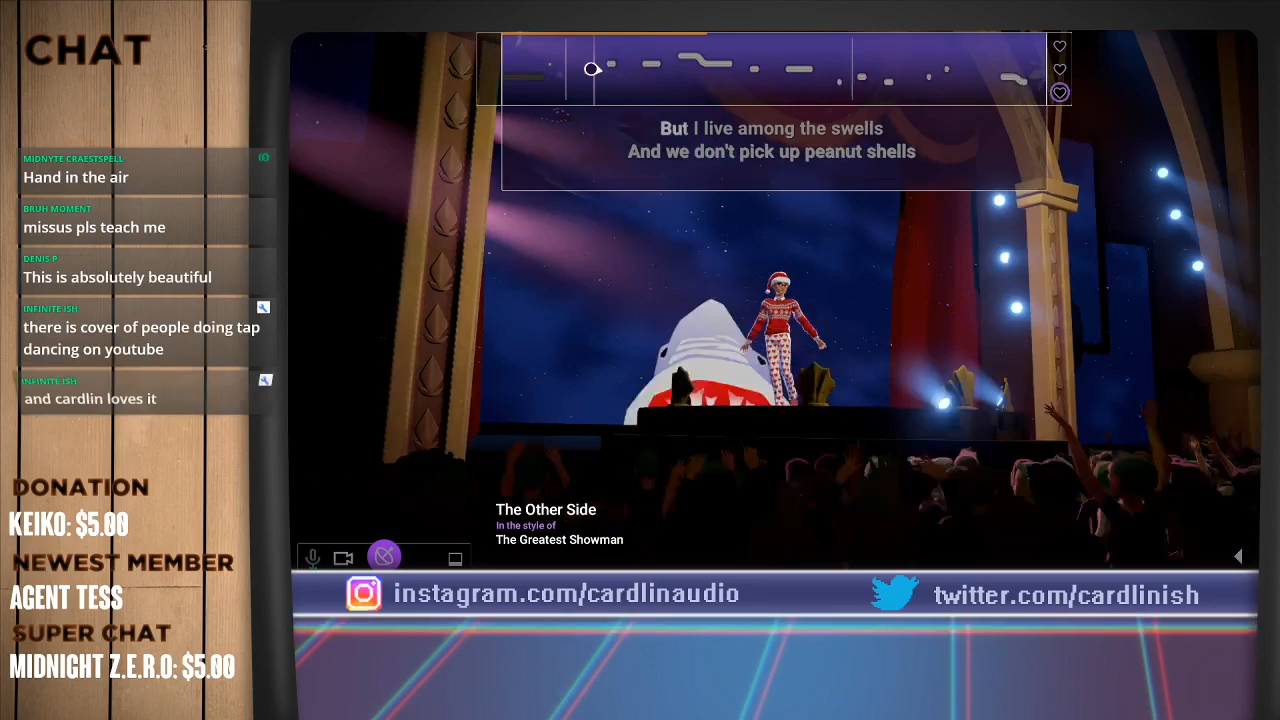 CHAT
MIDNYTE CRAESTSPELL
Hand in the air
BRUH MOMENT
missus pls teach me
DENIS P
This is absolutely beautiful
INFINITE ISH
there is cover of people doing tap
dancing on youtube
INFINITE ISH
and cardlin loves it
DONATION
KEIKO: $5.00
NEWEST MEMBER
AGENT TESS
SUPER CHAT
MIDNIGHT Z.E.R.O: $5.00
But I live among the swells
And we don't pick up peanut shells
The Other Side
In the style of
The Greatest Showman
instagram.com/cardlinaudio
twitter.com/cardlinish